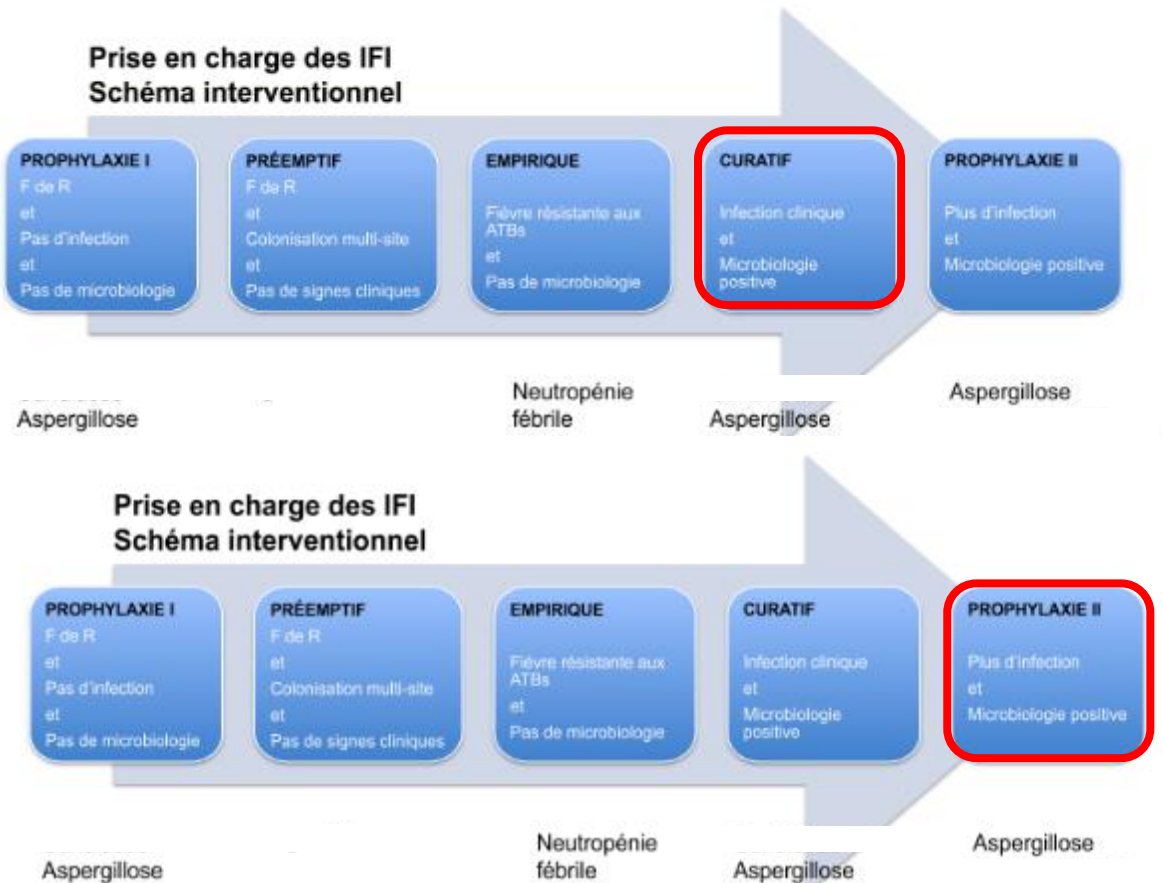 Prise en charge des IFI
Schéma interventionnel
PROPHYLAXIE I
F de R
et
Pas d'infection
et
Pas de microbiologie
PRÉEMPTIF
F de R
et
Colonisation multi-site
et
Pas de signes cliniques
EMPIRIQUE
Fièvre résistante aux
ATBs
et
Pas de microbiologie
CURATIF
Infection clinique
et
Microbiologie
positive
PROPHYLAXIE II
Plus d'infection
et
Microbiologie positive
Aspergillose
Neutropénie
fébrile
Aspergillose
Aspergillose
Prise en charge des IFI
Schéma interventionnel
PROPHYLAXIE I
F de R
et
Pas d'infection
et
Pas de microbiologie
PRÉEMPTIF
F de R
et
Colonisation multi-site
et
Pas de signes cliniques
EMPIRIQUE
Fièvre résistante aux
ATBs
et
Pas de microbiologie
CURATIF
Infection clinique
et
Microbiologie
positive
PROPHYLAXIE II
Plus d'infection
et
Microbiologie positive
Aspergillose
Neutropénie
fébrile
Aspergillose
Aspergillose